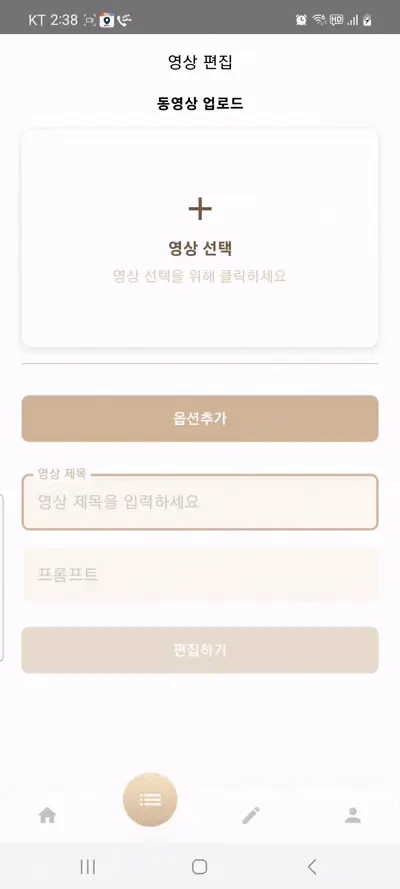 KT 2:38
영상 편집
동영상 업로드
영상 선택
영상 선택을 위해 클릭하세요
옵션추가
영상 제목
영상 제목을 입력하세요
프롬프트
편집하기